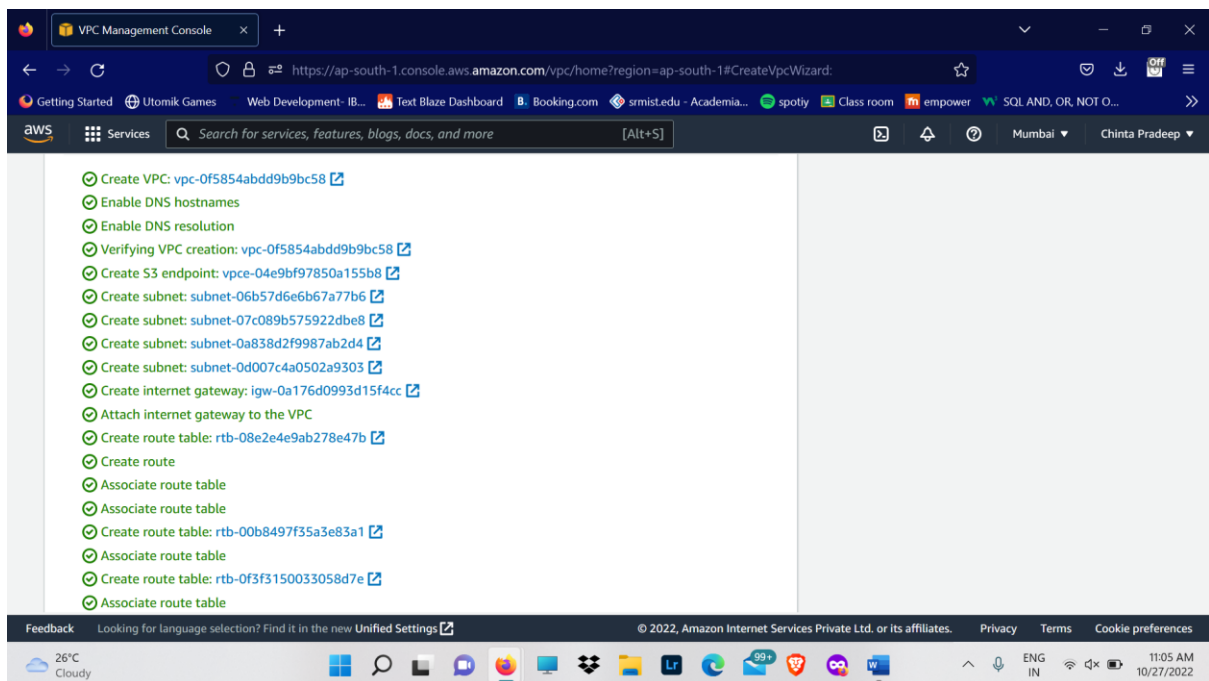 VPC Management Console
https://ap-south-1.console.aws.amazon.com/vpc/home?region=ap-south-1#CreateVpcWizard:
Off
Getting Started Utomik Games Web Development- IB... Text Blaze Dashboard B. Booking.com srmist.edu - Academia... spotiy Class room m empower SQL AND, OR, NOT O...
aws Services Search for services, features, blogs, docs, and more [Alt+S] Mumbai Chinta Pradeep
Create VPC: vpc-0f5854abdd9b9bc58
Enable DNS hostnames
Enable DNS resolution
Verifying VPC creation: vpc-0f5854abdd9b9bc58
Create S3 endpoint: vpce-04e9bf97850a155b8
Create subnet: subnet-06b57d6e6b67a77b6
Create subnet: subnet-07c089b575922dbe8
Create subnet: subnet-0a838d2f9987ab2d4
Create subnet: subnet-0d007c4a0502a9303
Create internet gateway: igw-0a176d0993d15f4cc
Attach internet gateway to the VPC
Create route table: rtb-08e2e4e9ab278e47b
Create route
Associate route table
Associate route table
Create route table: rtb-00b8497f35a3e83a1
Associate route table
Create route table: rtb-0f3f3150033058d7e
Associate route table
Feedback Looking for language selection? Find it in the new Unified Settings © 2022, Amazon Internet Services Private Ltd. or its affiliates. Privacy Terms Cookie preferences
26°C
Cloudy
Lr
99+
ENG
IN
11:05 AM
10/27/2022